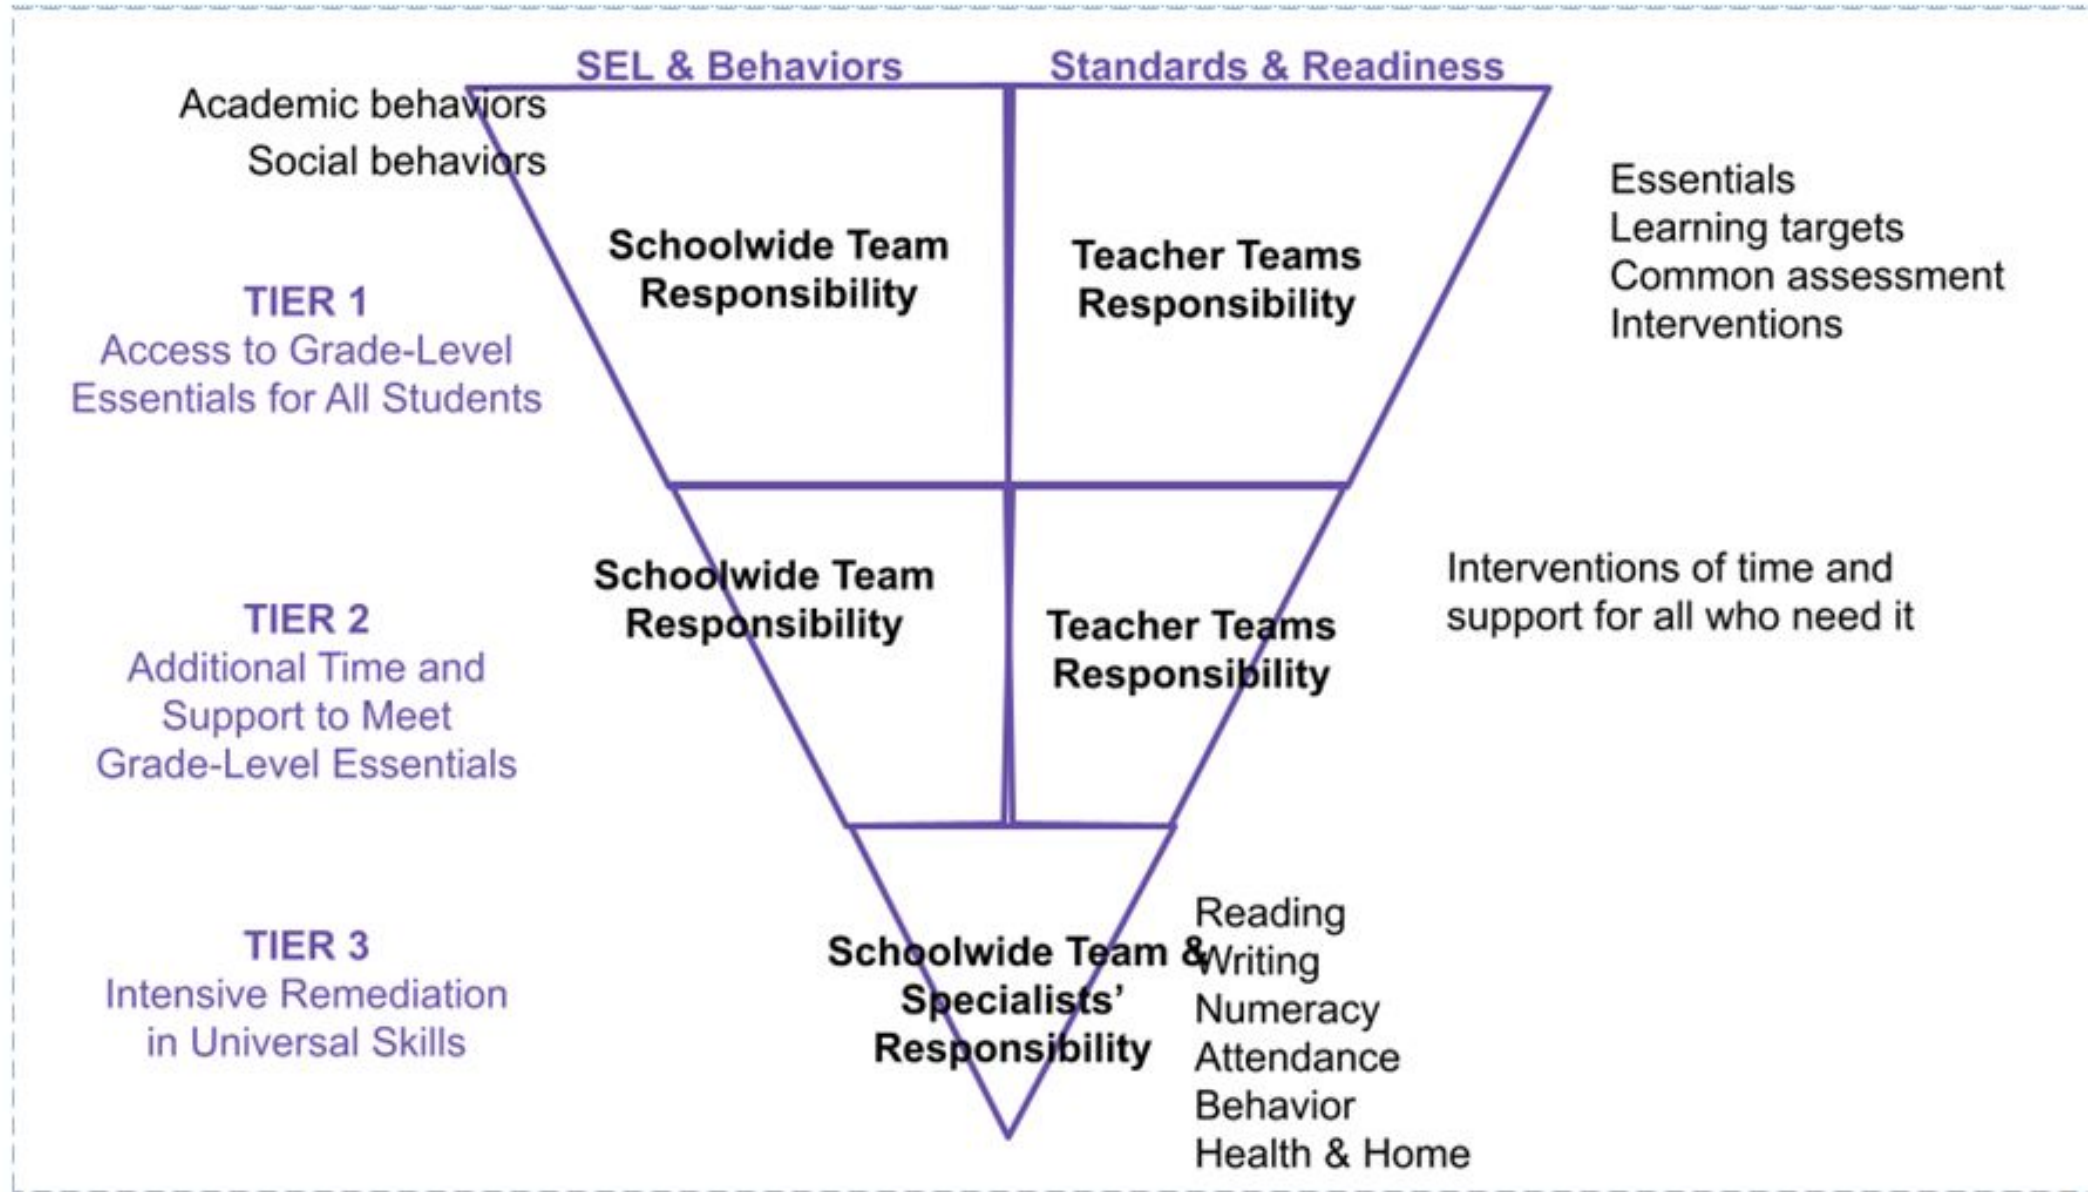 SEL & Behaviors
Standards & Readiness
Academic behaviors
Social behaviors
Schoolwide Team
Responsibility
Teacher Teams
Responsibility
Essentials
Learning targets
Common assessment
Interventions
TIER 1
Access to Grade-Level
Essentials for All Students
Schoolwide Team
Responsibility
Teacher Teams
Responsibility
Interventions of time and
support for all who need it
TIER 2
Additional Time and
Support to Meet
Grade-Level Essentials
TIER 3
Intensive Remediation
in Universal Skills
Schoolwide Team &
Specialists’
Responsibility
Reading
Writing
Numeracy
Attendance
Behavior
Health & Home